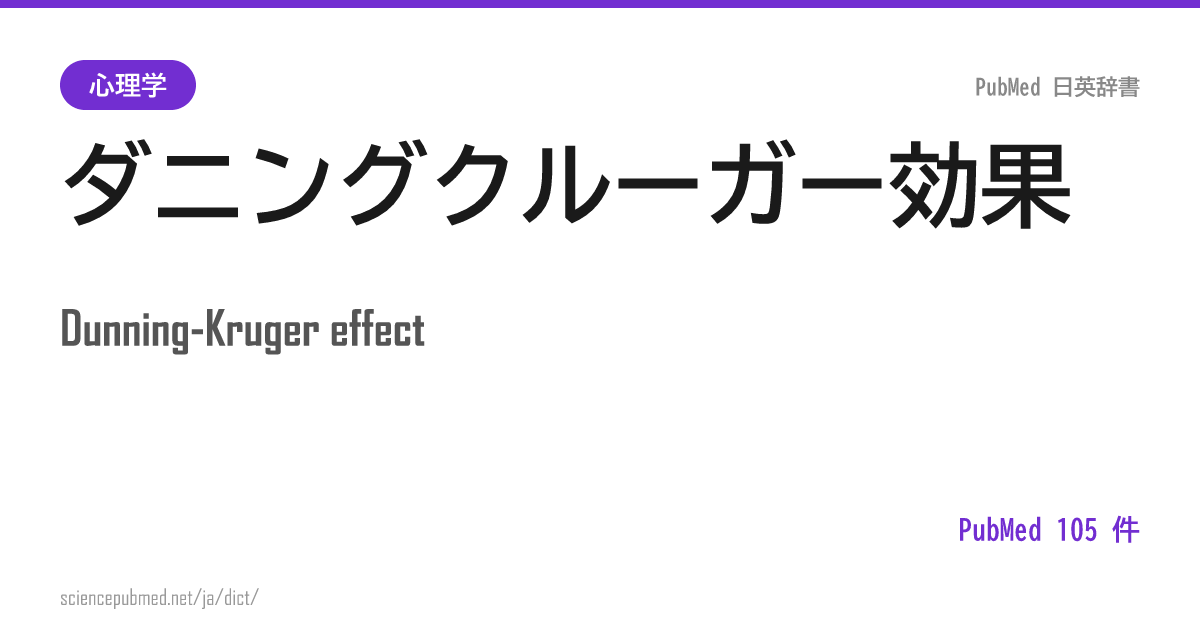 心理学
PubMed 日英辞書
ダニングクルーガー効果
Dunning-Kruger effect
PubMed 105 件
sciencepubmed.net/ja/dict/